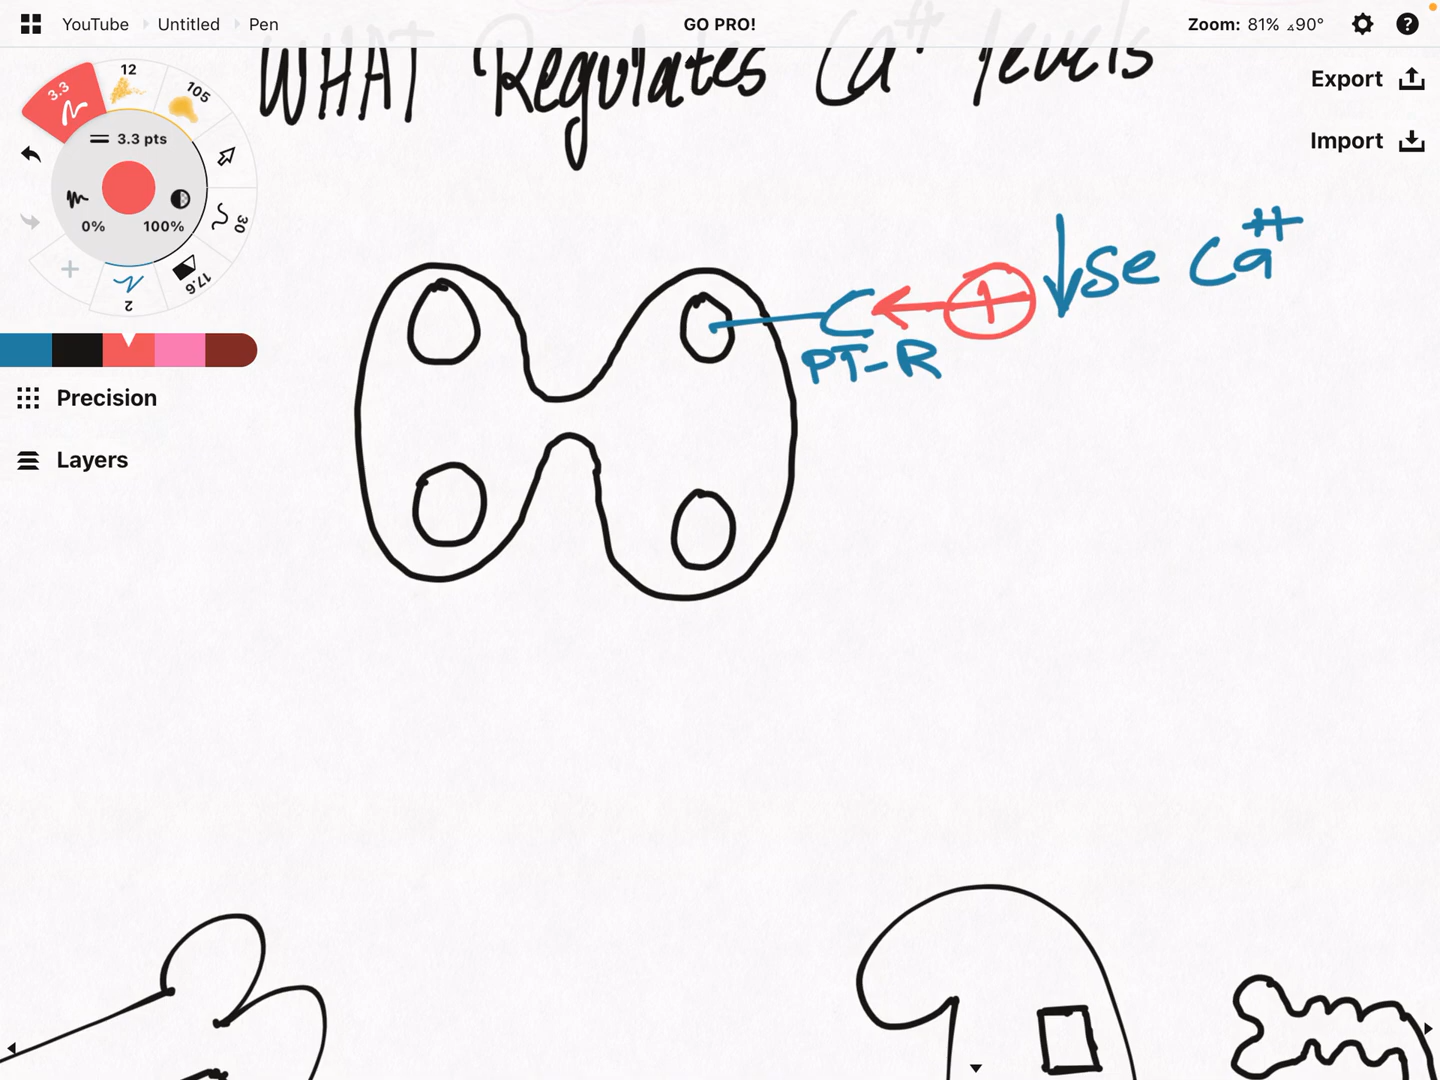 YouTube Untitled Pen
GO PRO!
Zoom: 81% ⊿90°
WHAT Regulates Ca++ levels
Export
Import
3.3
12
105
3.3 pts
30
0%
100%
17.6
2
↓se Ca++
+
PT-R
Precision
Layers